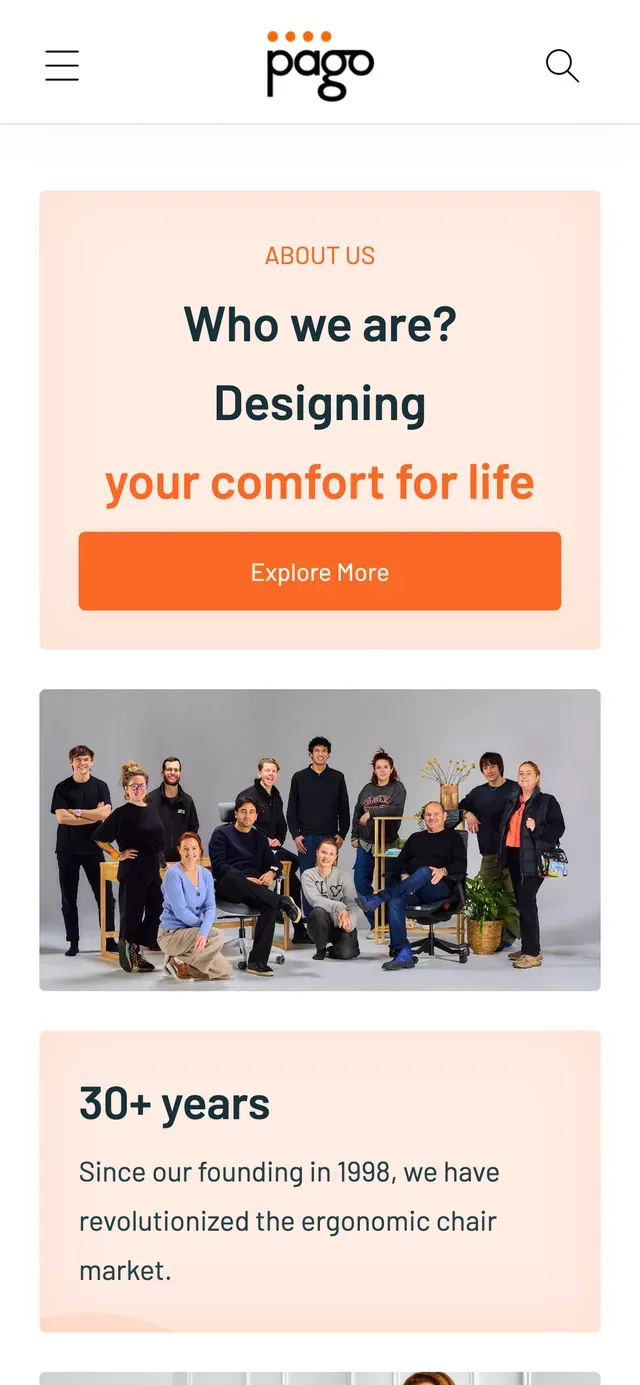 pago
ABOUT US
Who we are?
Designing
your comfort for life
Explore More
30+ years
Since our founding in 1998, we have
revolutionized the ergonomic chair
market.